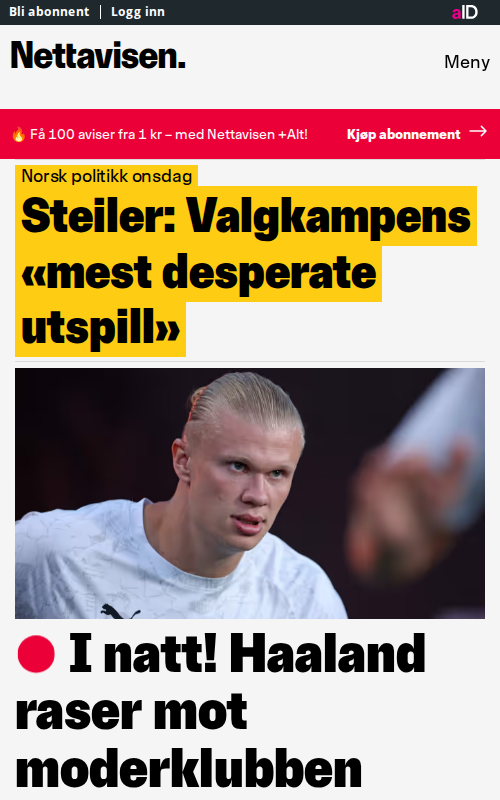 Bli abonnent | Logg inn
aID
Nettavisen.
Meny
🔥 Få 100 aviser fra 1 kr – med Nettavisen +Alt!
Kjøp abonnement →
Norsk politikk onsdag
Steiler: Valgkampens
«mest desperate
utspill»
I natt! Haaland
raser mot
moderklubben